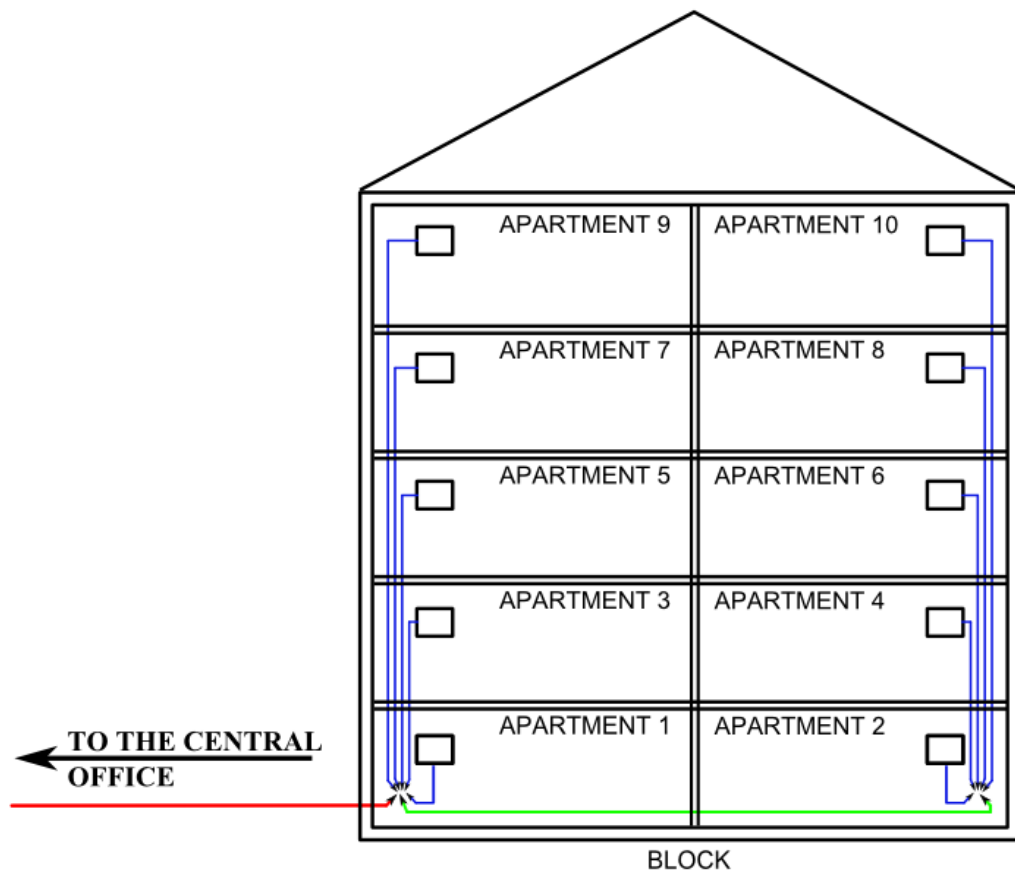 APARTMENT 9
APARTMENT 10
APARTMENT 7
APARTMENT 8
APARTMENT 5
APARTMENT 6
APARTMENT 3
APARTMENT 4
APARTMENT 1
APARTMENT 2
TO THE CENTRAL
OFFICE
BLOCK